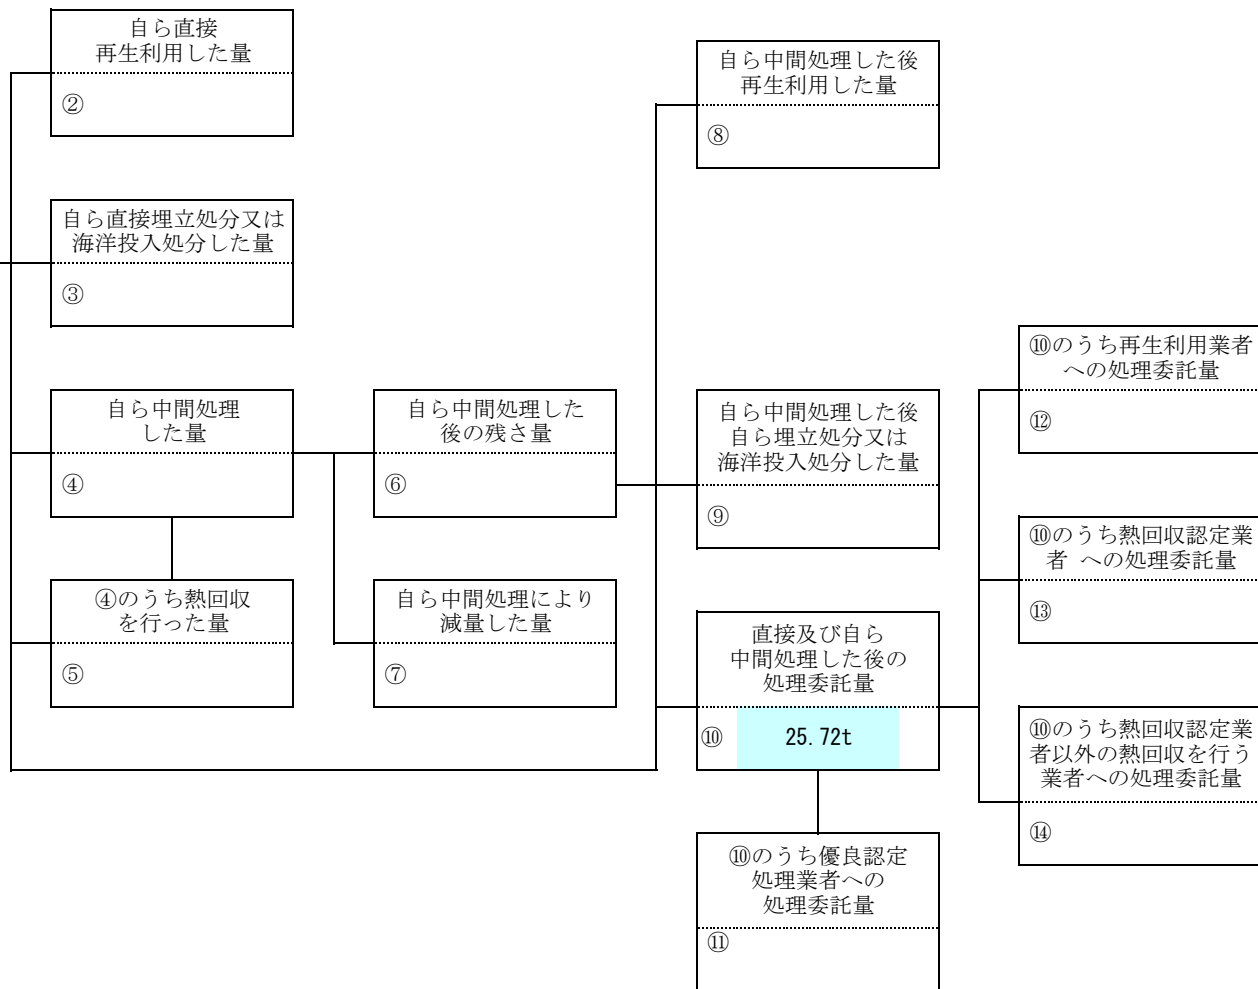 自ら直接
再生利用した量
②
自ら直接埋立処分又は
海洋投入処分した量
③
自ら中間処理
した量
④
④のうち熱回収
を行った量
⑤
自ら中間処理した
後の残さ量
⑥
自ら中間処理により
減量した量
⑦
自ら中間処理した後
再生利用した量
⑧
自ら中間処理した後
自ら埋立処分又は
海洋投入処分した量
⑨
直接及び自ら
中間処理した後の
処理委託量
⑩ 25.72t
⑩のうち優良認定
処理業者への
処理委託量
⑪
⑩のうち再生利用業者
への処理委託量
⑫
⑩のうち熱回収認定業
者 への処理委託量
⑬
⑩のうち熱回収認定業
者以外の熱回収を行う
業者への処理委託量
⑭